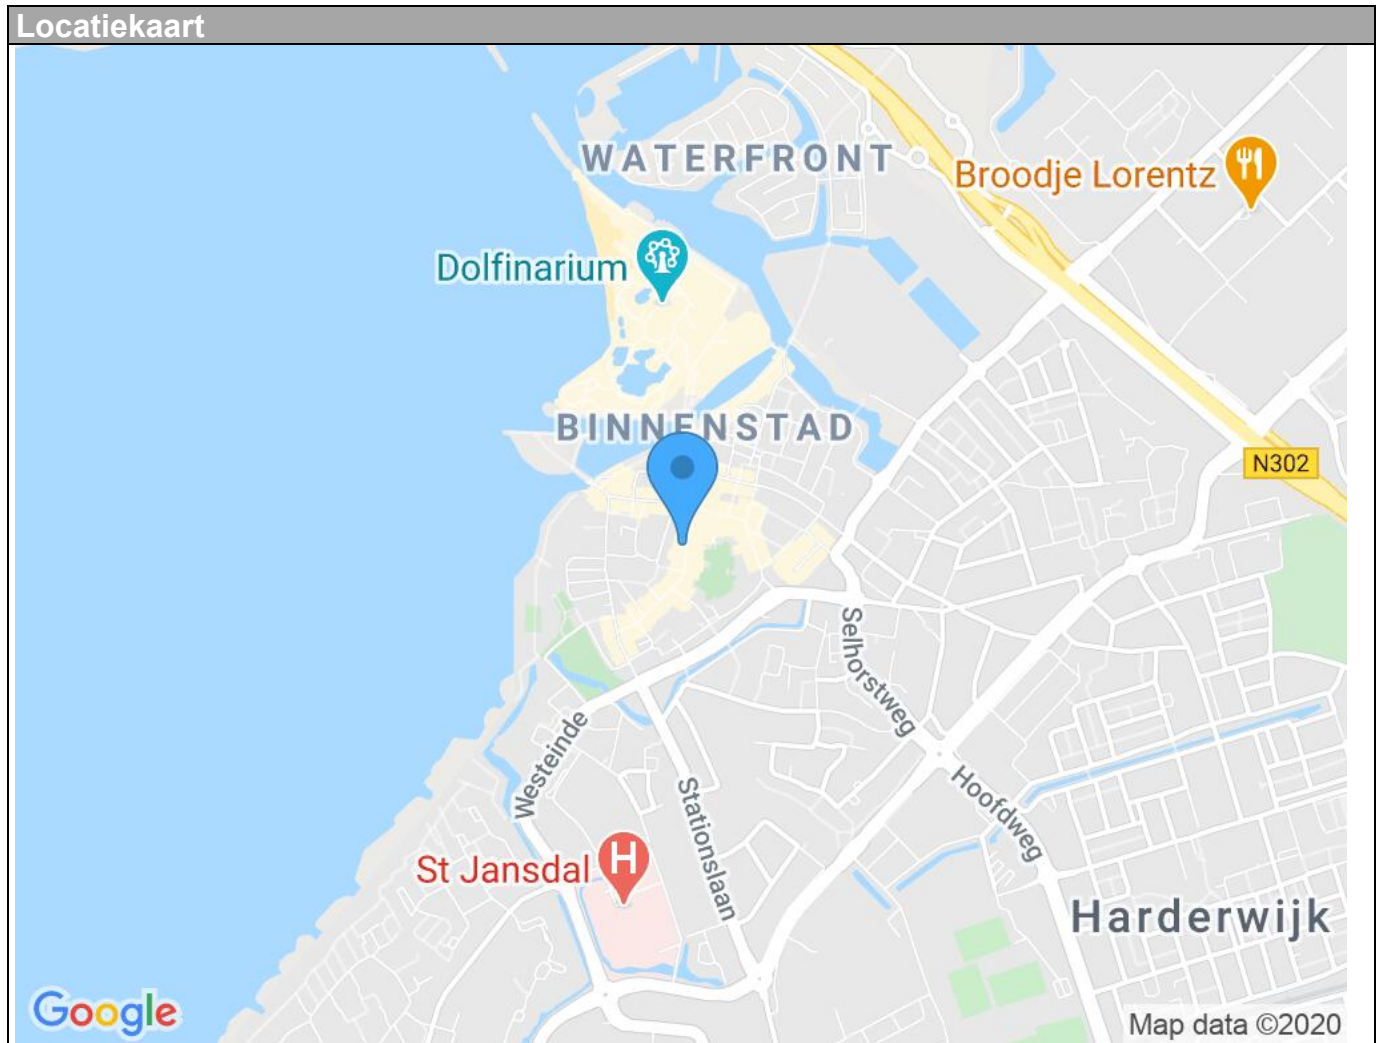 Locatiekaart
WATERFRONT
Broodje Lorentz
Dolfinarium
BINNENSTAD
N302
Selhorstweg
Westeinde
Hoofdweg
Stationslaan
St Jansdal
H
Harderwijk
Google
Map data ©2020